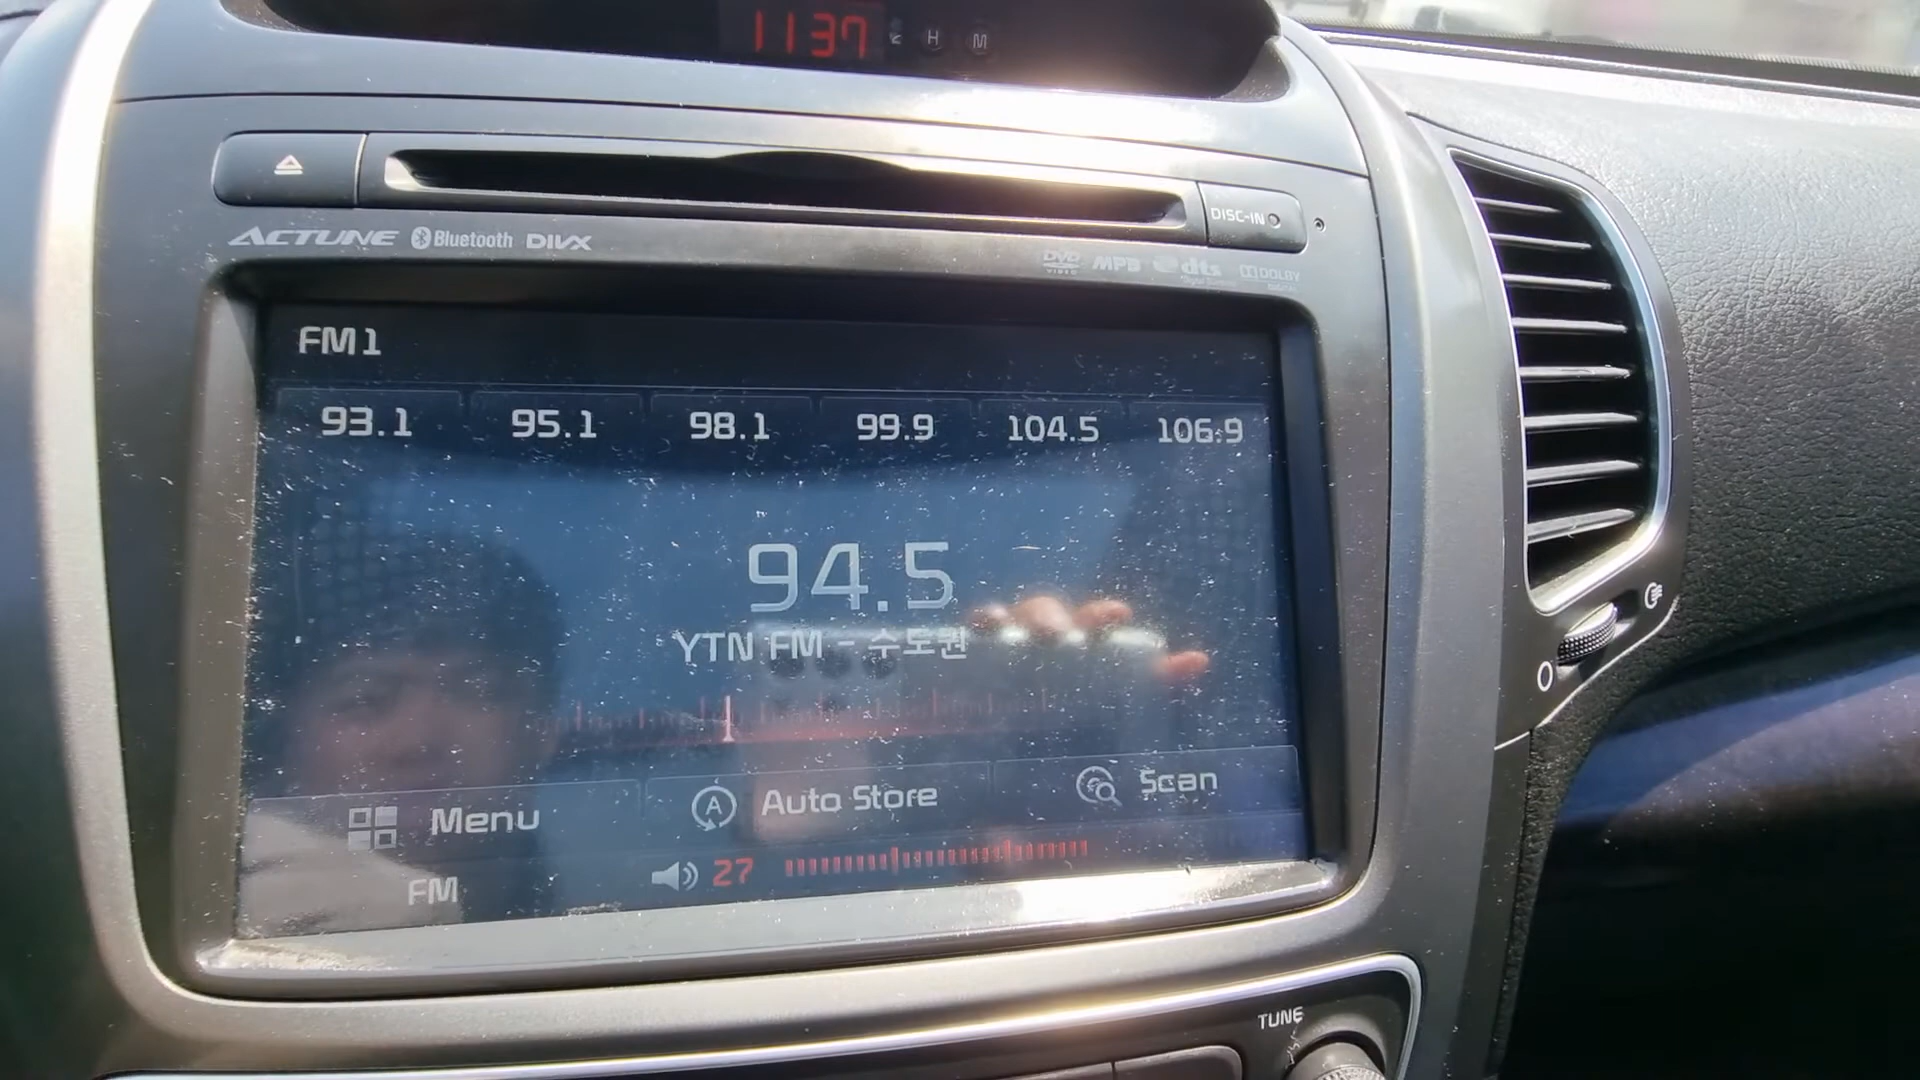 1137 H M
DISC-IN
ACTUNE Bluetooth DIVX
DVD VIDEO MP3 dts DOLBY
FM1
93.1 95.1 98.1 99.9 104.5 106.9
94.5
YTN FM - 수도권
Menu A Auto Store Scan
FM 27
TUNE